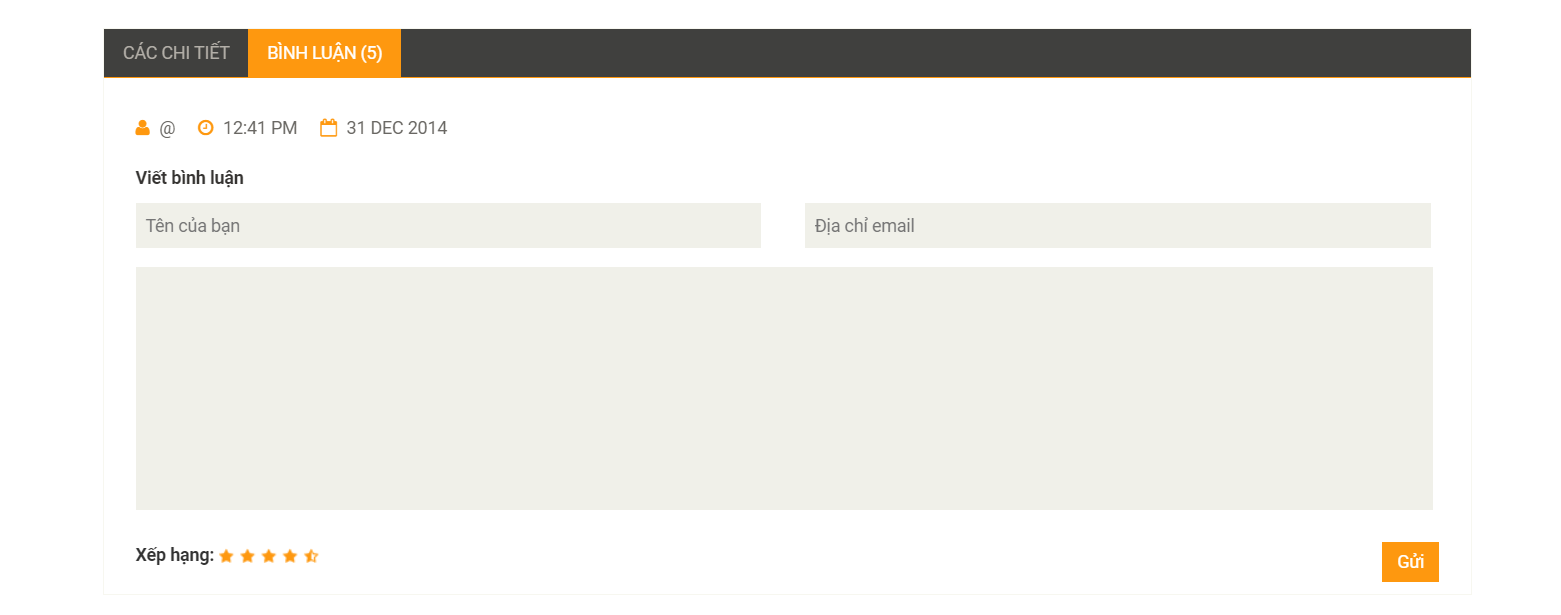 CÁC CHI TIẾT BÌNH LUẬN (5)
@ 12:41 PM 31 DEC 2014
Viết bình luận
Tên của bạn Địa chỉ email
Xếp hạng:
Gửi